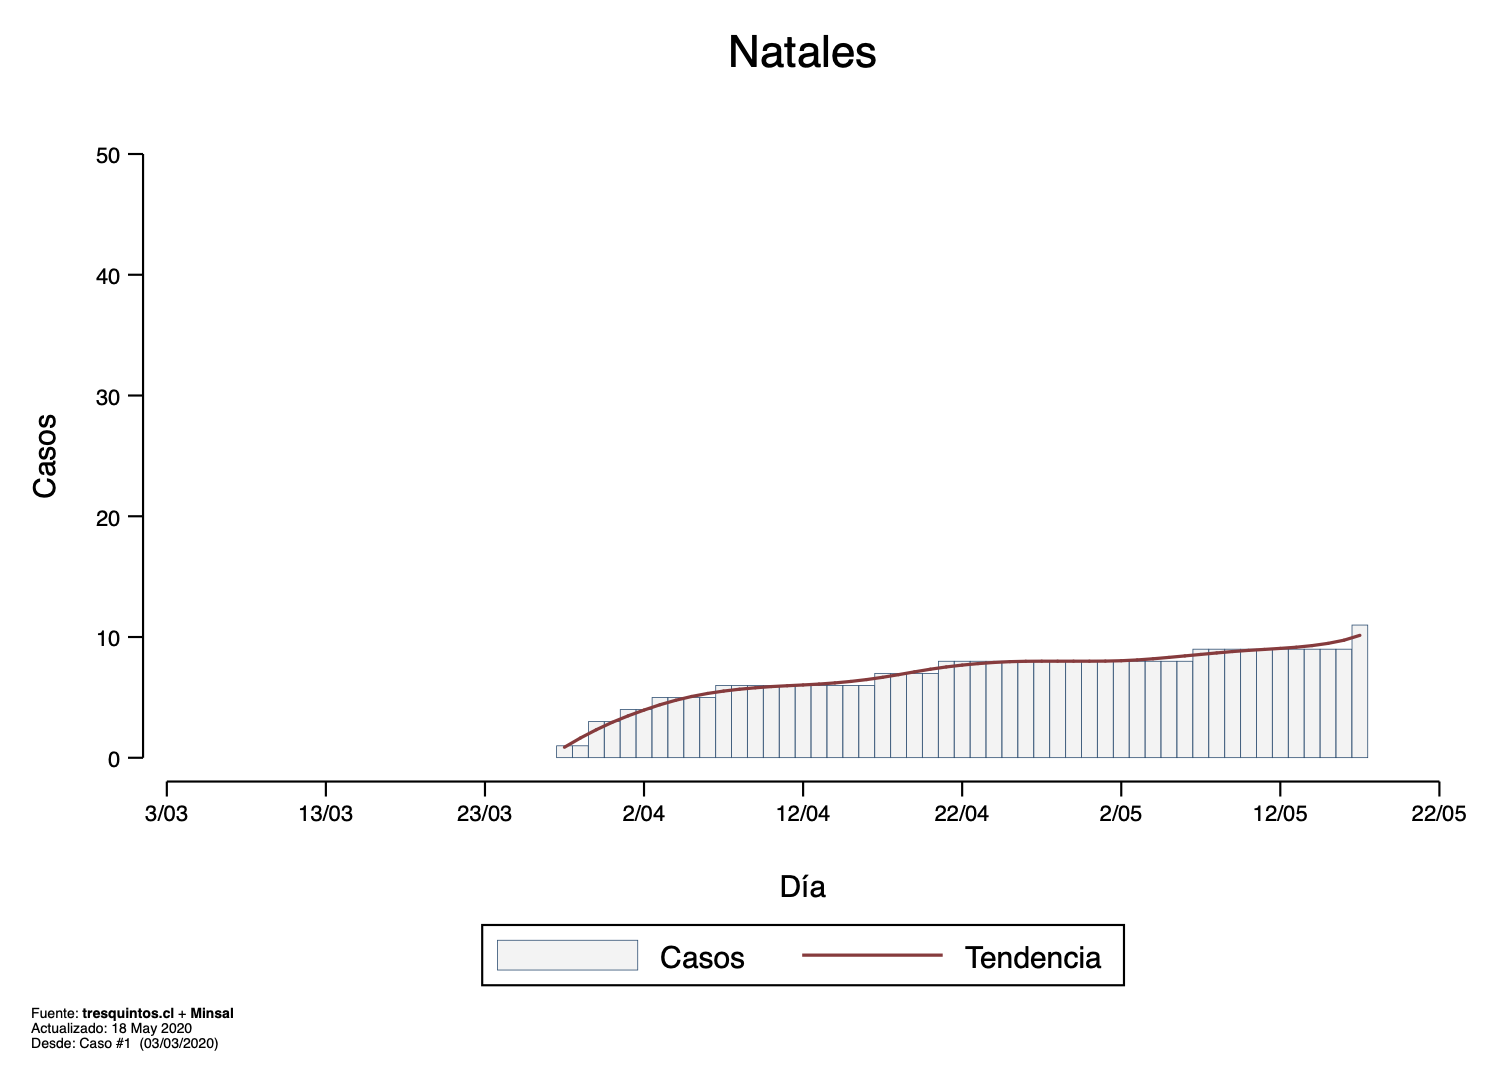 Natales
50
40
30
20
10
0
Casos
3/03 13/03 23/03 2/04 12/04 22/04 2/05 12/05 22/05
Día
Casos Tendencia
Fuente: tresquintos.cl + Minsal
Actualizado: 18 May 2020
Desde: Caso #1 (03/03/2020)